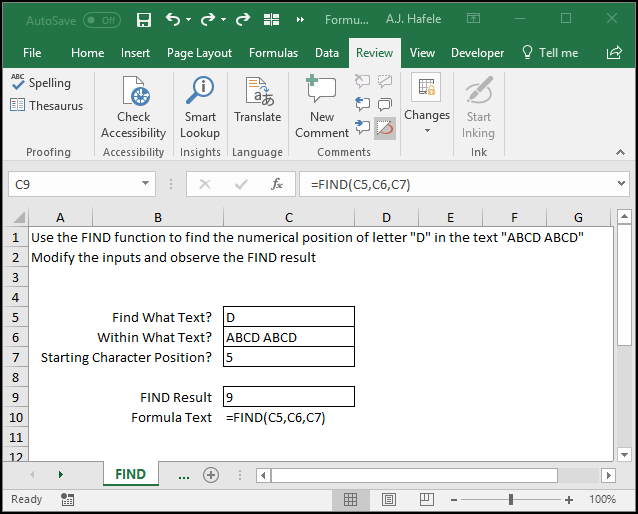 AutoSave Off Formu... A.J. Hafele
File Home Insert Page Layout Formulas Data Review View Developer Tell me
ABC Spelling
Thesaurus
Check Accessibility
Smart Lookup
Translate
New Comment
Changes
Start Inking
Proofing Accessibility Insights Language Comments Ink
C9 fx =FIND(C5,C6,C7)
A B C D E F G
1 Use the FIND function to find the numerical position of letter "D" in the text "ABCD ABCD"
2 Modify the inputs and observe the FIND result
3
4
5 Find What Text? D
6 Within What Text? ABCD ABCD
7 Starting Character Position? 5
8
9 FIND Result 9
10 Formula Text =FIND(C5,C6,C7)
11
12
FIND ...
Ready 100%